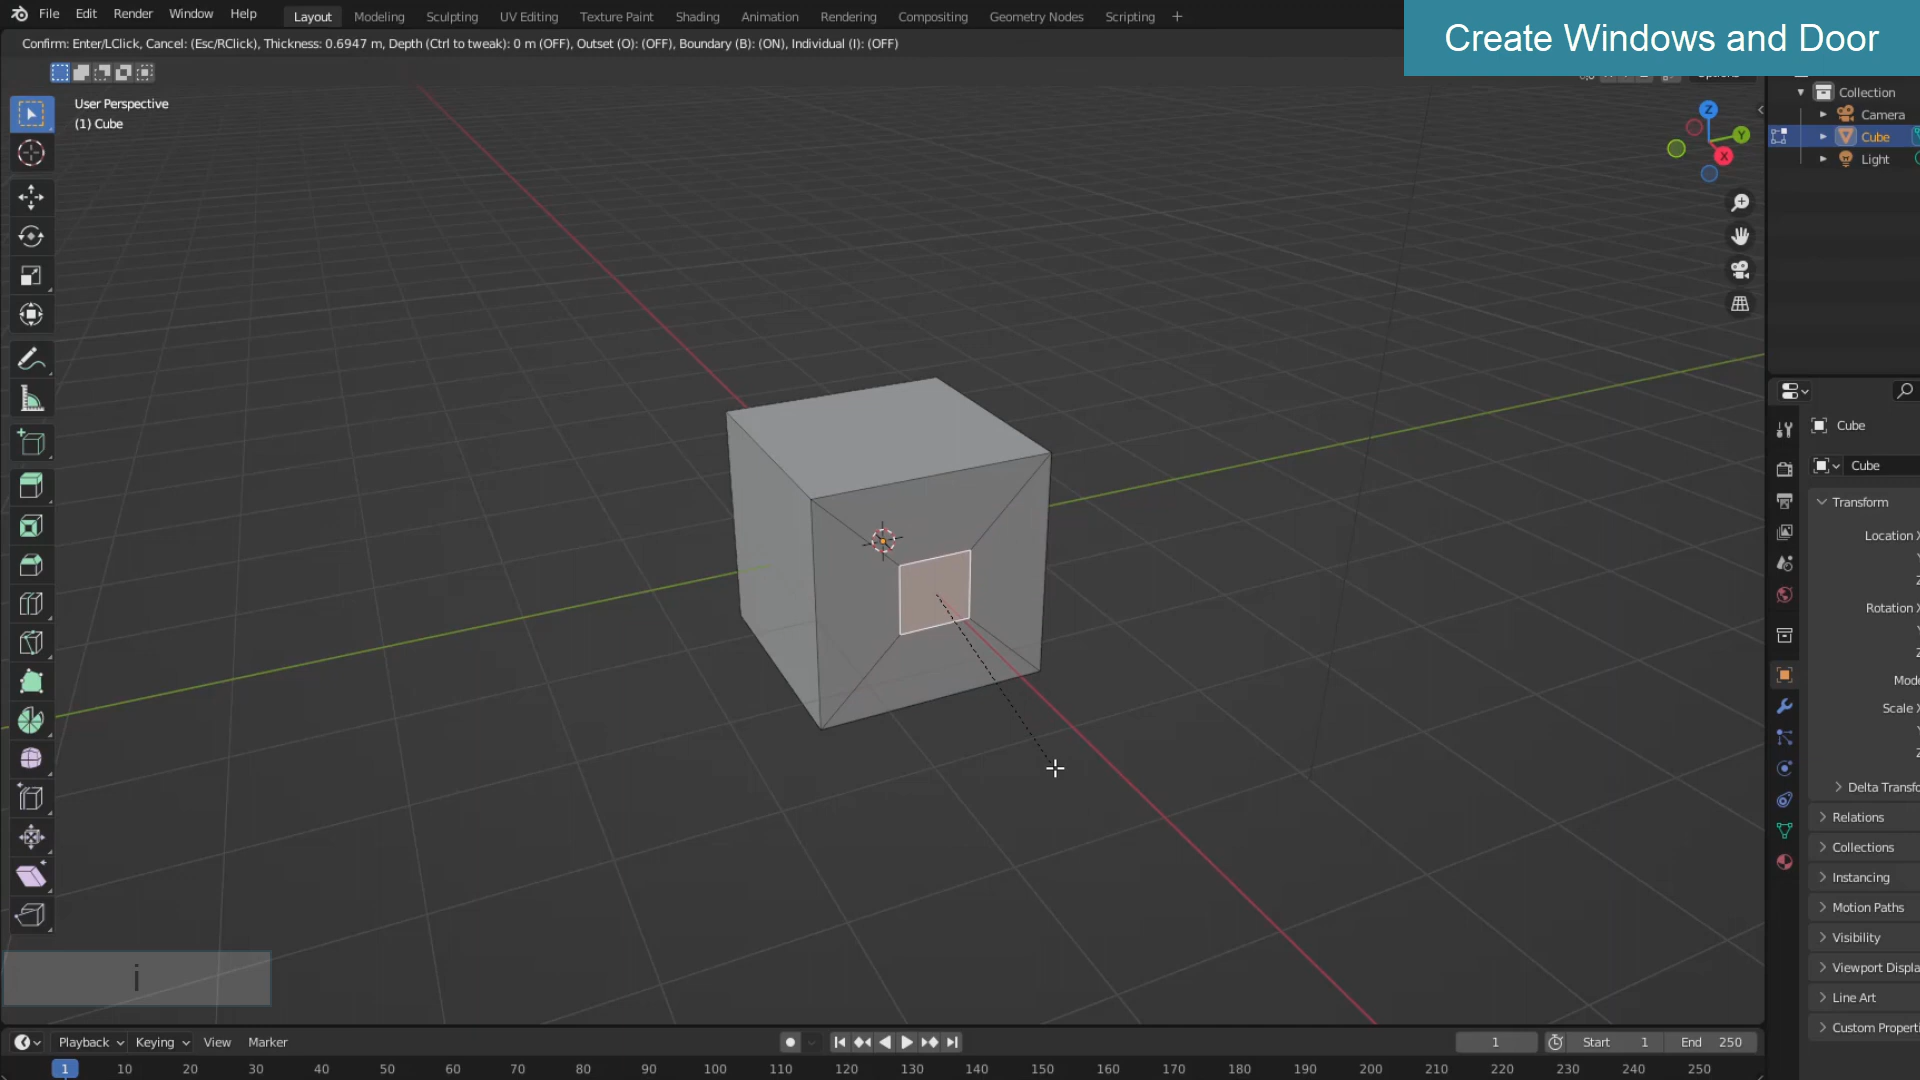 File Edit Render Window Help Layout Modeling Sculpting UV Editing Texture Paint Shading Animation Rendering Compositing Geometry Nodes Scripting +
Create Windows and Door
Confirm: Enter/LClick, Cancel: (Esc/RClick), Thickness: 0.6947 m, Depth (Ctrl to tweak): 0 m (OFF), Outset (O): (OFF), Boundary (B): (ON), Individual (I): (OFF)
User Perspective
(1) Cube
Z
Y
X
Collection
Camera
Cube
Light
Cube
Cube
Transform
Location X
Rotation X
Mode
Scale X
Delta Transfo
Relations
Collections
Instancing
Motion Paths
Visibility
Viewport Displa
Line Art
Custom Properti
i
Playback Keying View Marker
1 Start 1 End 250
1 10 20 30 40 50 60 70 80 90 100 110 120 130 140 150 160 170 180 190 200 210 220 230 240 250